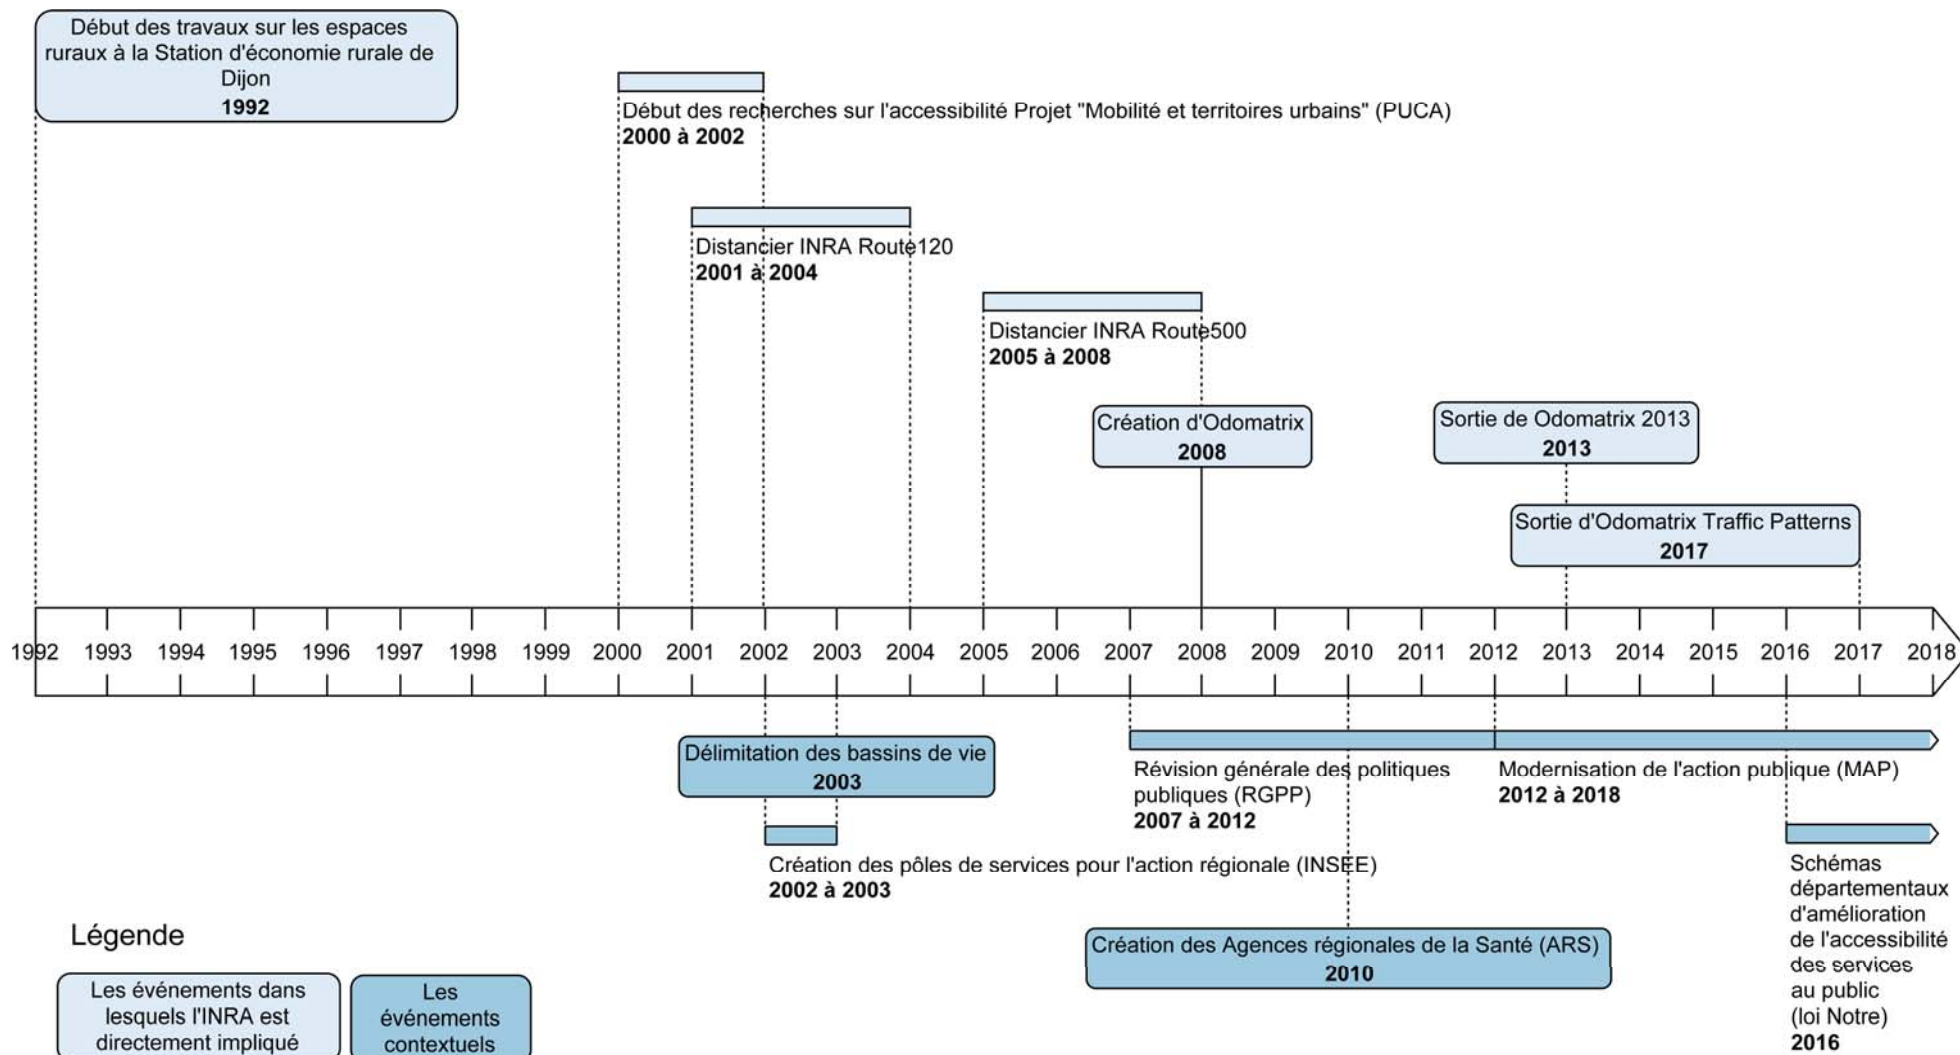 Début des travaux sur les espaces
ruraux à la Station d'économie rurale de
Dijon
1992
Début des recherches sur l'accessibilité Projet "Mobilité et territoires urbains" (PUCA)
2000 à 2002
Distancier INRA Route120
2001 à 2004
Distancier INRA Route500
2005 à 2008
Création d'Odomatrix
2008
Sortie de Odomatrix 2013
2013
Sortie d'Odomatrix Traffic Patterns
2017
1992 1993 1994 1995 1996 1997 1998 1999 2000 2001 2002 2003 2004 2005 2006 2007 2008 2009 2010 2011 2012 2013 2014 2015 2016 2017 2018
Délimitation des bassins de vie
2003
Création des pôles de services pour l'action régionale (INSEE)
2002 à 2003
Révision générale des politiques
publiques (RGPP)
2007 à 2012
Modernisation de l'action publique (MAP)
2012 à 2018
Création des Agences régionales de la Santé (ARS)
2010
Schémas
départementaux
d'amélioration
de l'accessibilité
des services
au public
(loi Notre)
2016
Légende
Les événements dans
lesquels l'INRA est
directement impliqué
Les
événements
contextuels